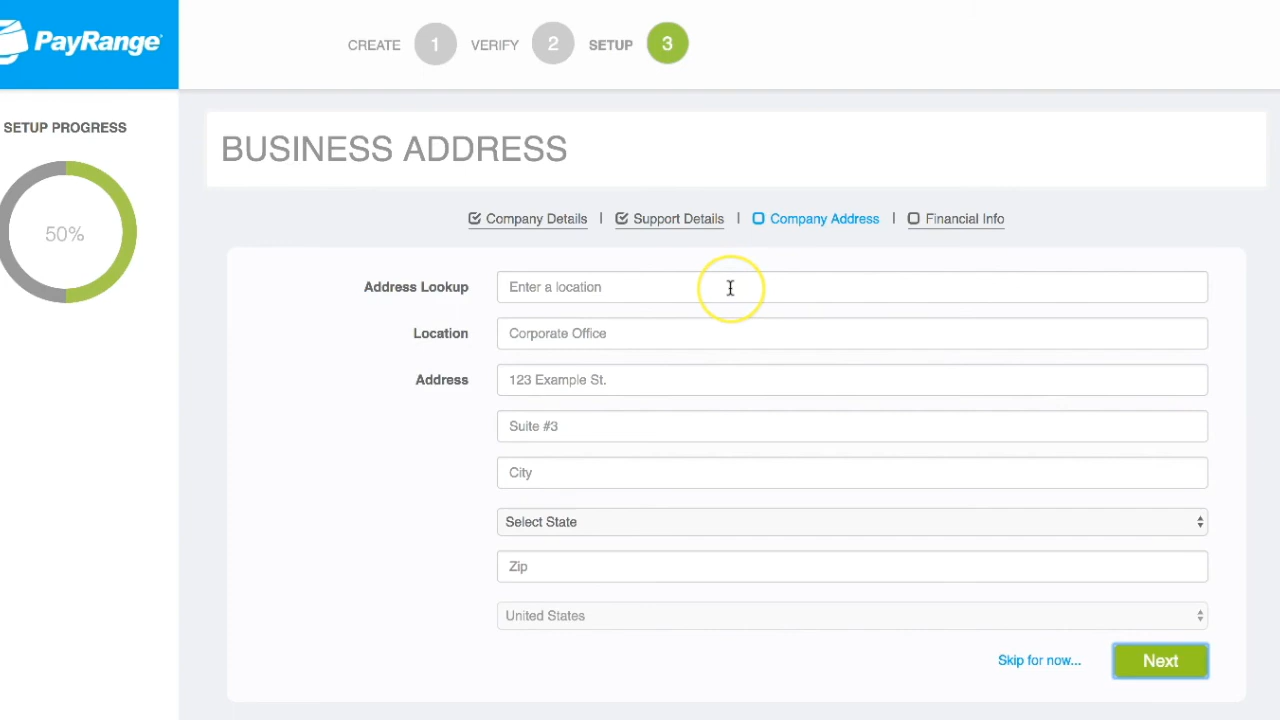 PayRange
CREATE 1 VERIFY 2 SETUP 3
SETUP PROGRESS
50%
BUSINESS ADDRESS
Company Details | Support Details | Company Address | Financial Info
Address Lookup Enter a location
Location Corporate Office
Address 123 Example St.
Suite #3
City
Select State
Zip
United States
Skip for now... Next